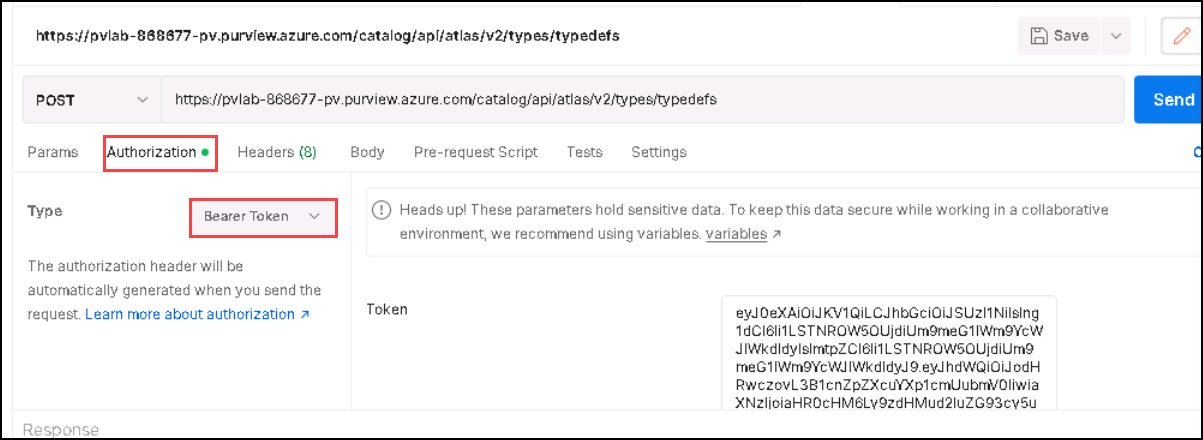 https://pvlab-868677-pv.purview.azure.com/catalog/api/atlas/v2/types/typedefs
Save
POST
https://pvlab-868677-pv.purview.azure.com/catalog/api/atlas/v2/types/typedefs
Send
Params Authorization Headers (8) Body Pre-request Script Tests Settings
Type
Bearer Token
Heads up! These parameters hold sensitive data. To keep this data secure while working in a collaborative
environment, we recommend using variables. variables ↗
The authorization header will be
automatically generated when you send the
request. Learn more about authorization ↗
Token
Response